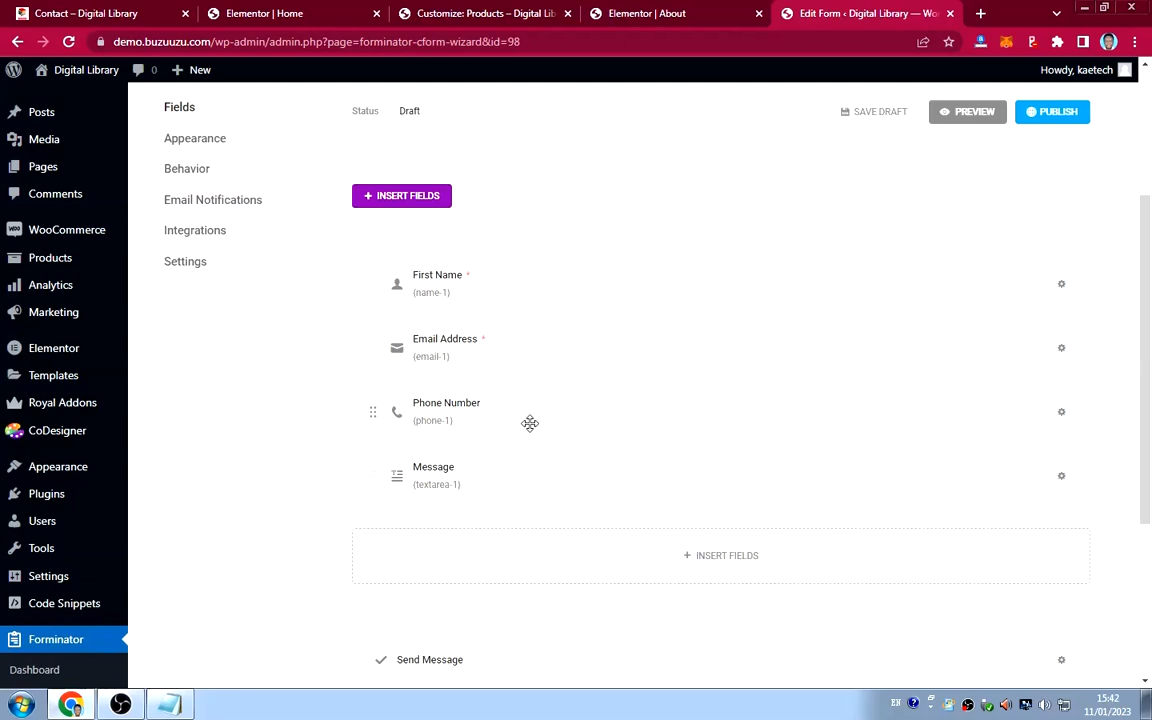 Contact – Digital Library
Elementor | Home
Customize: Products – Digital Lib
Elementor | About
Edit Form ‹ Digital Library — Wo
demo.buzuuzu.com/wp-admin/admin.php?page=forminator-cform-wizard&id=98
Digital Library
0
New
Howdy, kaetech
Posts
Media
Pages
Comments
WooCommerce
Products
Analytics
Marketing
Elementor
Templates
Royal Addons
CoDesigner
Appearance
Plugins
Users
Tools
Settings
Code Snippets
Forminator
Dashboard
Fields
Appearance
Behavior
Email Notifications
Integrations
Settings
Status Draft
SAVE DRAFT
PREVIEW
PUBLISH
+ INSERT FIELDS
First Name *
(name-1)
Email Address *
(email-1)
Phone Number
(phone-1)
Message
(textarea-1)
+ INSERT FIELDS
Send Message
EN
15:42
11/01/2023